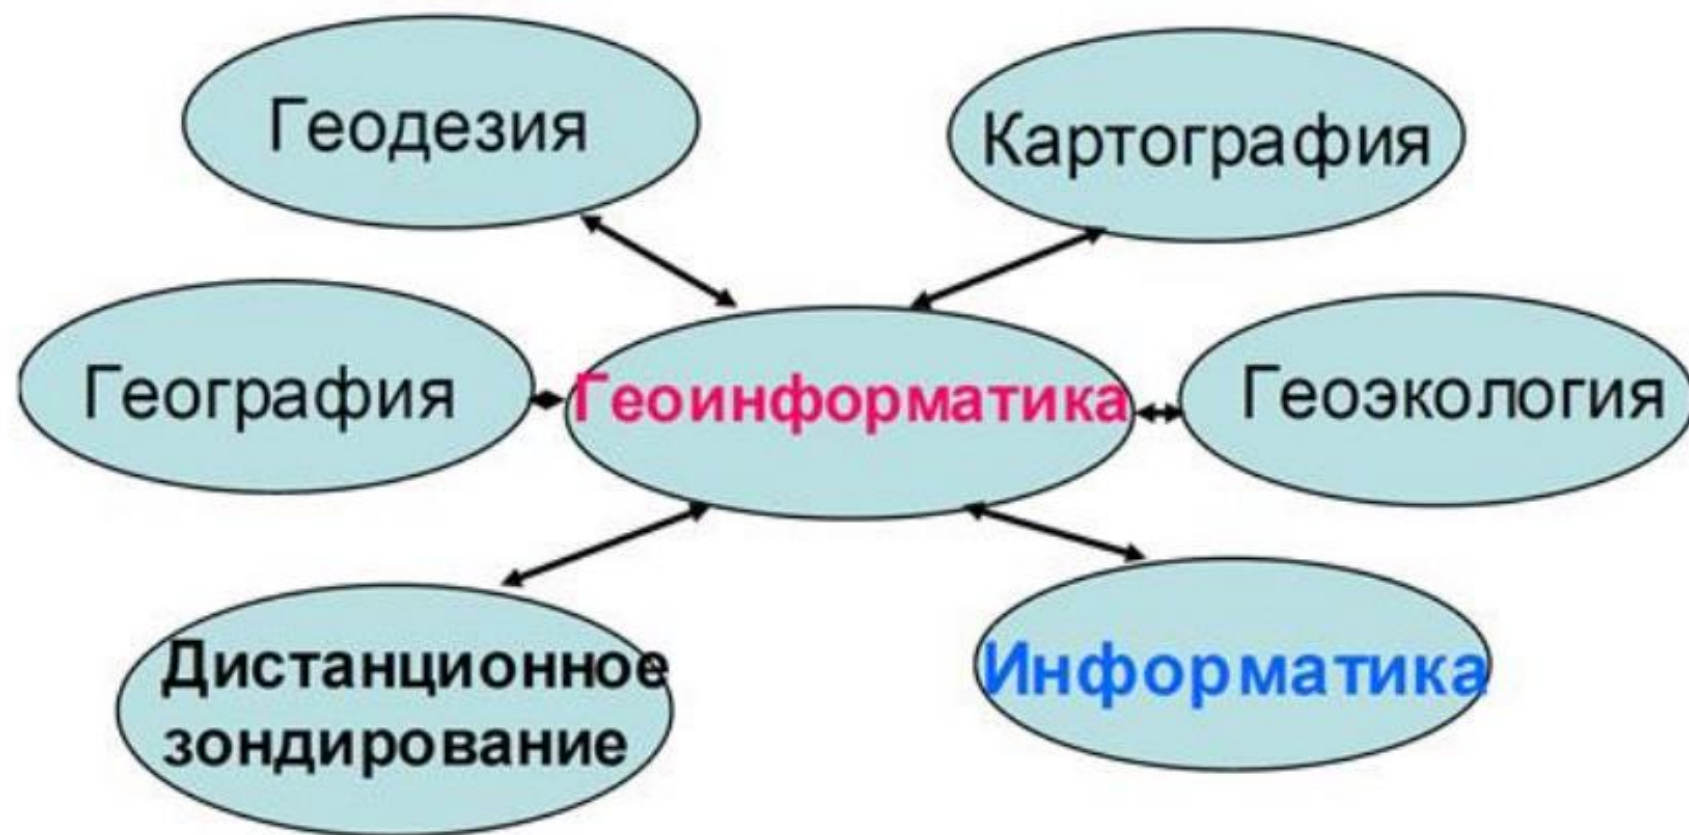 Геодезия
Картография
География
Геоинформатика
Геоэкология
Дистанционное
зондирование
Информатика